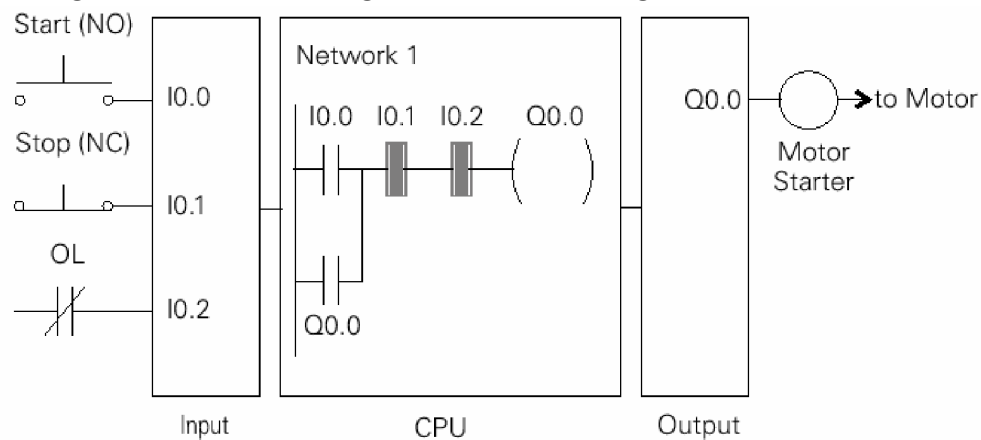 Start (NO)
I0.0
Stop (NC)
I0.1
OL
I0.2
Input
Network 1
I0.0 I0.1 I0.2 Q0.0
Q0.0
CPU
Q0.0
Output
to Motor
Motor
Starter